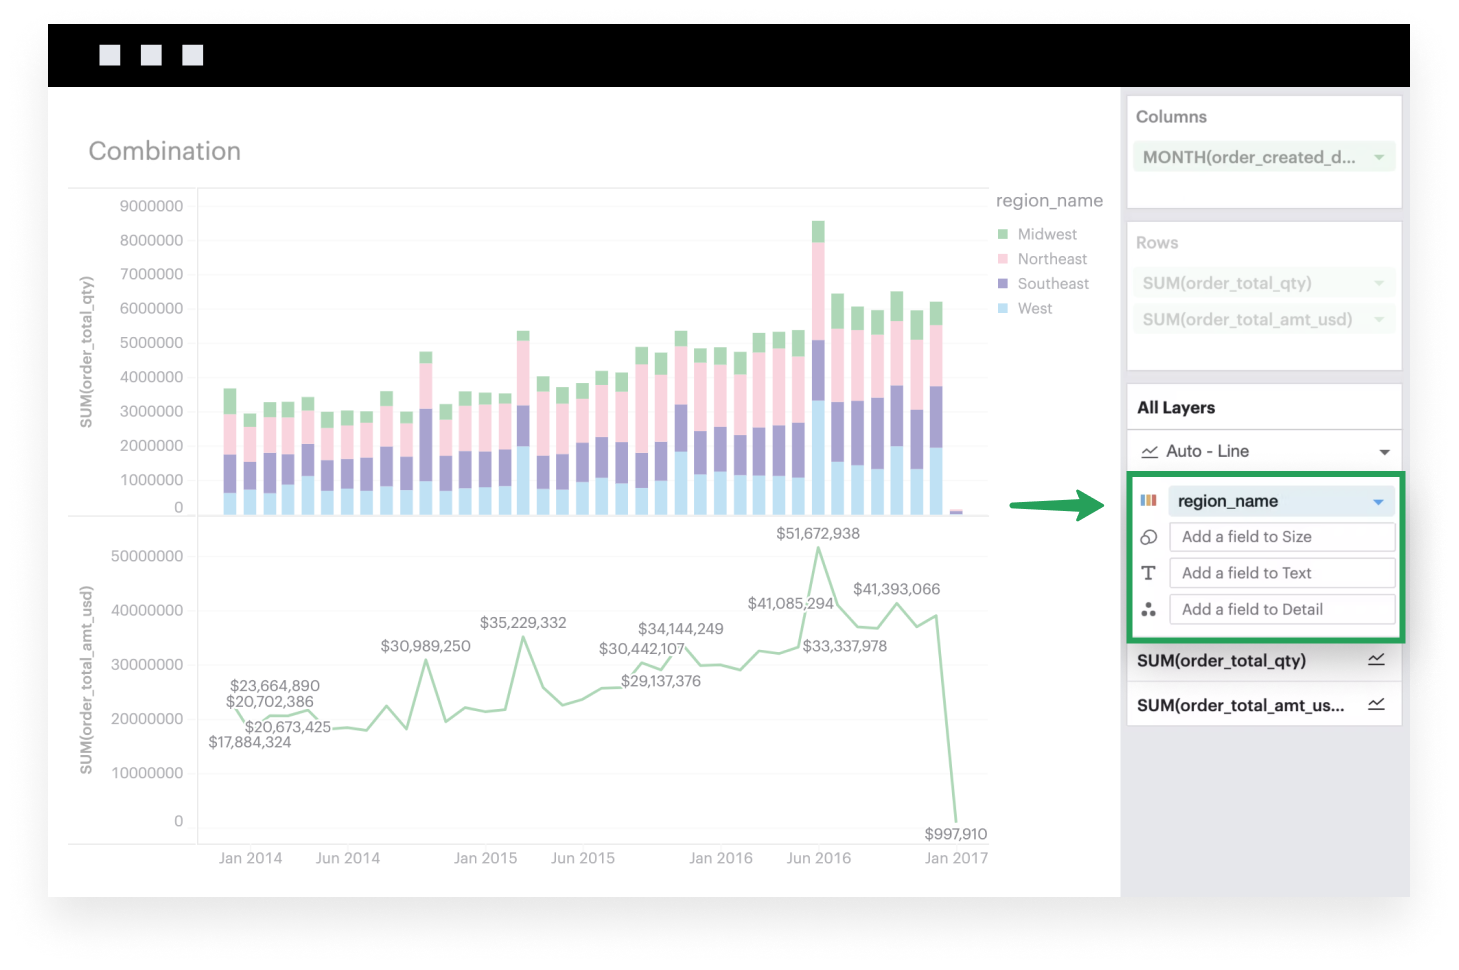 Combination
SUM(order_total_qty)
9000000
8000000
7000000
6000000
5000000
4000000
3000000
2000000
1000000
0
region_name
Midwest
Northeast
Southeast
West
SUM(order_total_amt_usd)
50000000
40000000
30000000
20000000
10000000
0
$51,672,938
$41,393,066
$41,085,294
$35,229,332
$34,144,249
$30,989,250
$30,442,107
$33,337,978
$29,137,376
$23,664,890
$20,702,386
$20,673,425
$17,884,324
$997,910
Jan 2014
Jun 2014
Jan 2015
Jun 2015
Jan 2016
Jun 2016
Jan 2017
Columns
MONTH(order_created_d...
Rows
SUM(order_total_qty)
SUM(order_total_amt_usd)
All Layers
Auto - Line
region_name
Add a field to Size
T Add a field to Text
Add a field to Detail
SUM(order_total_qty)
SUM(order_total_amt_us...